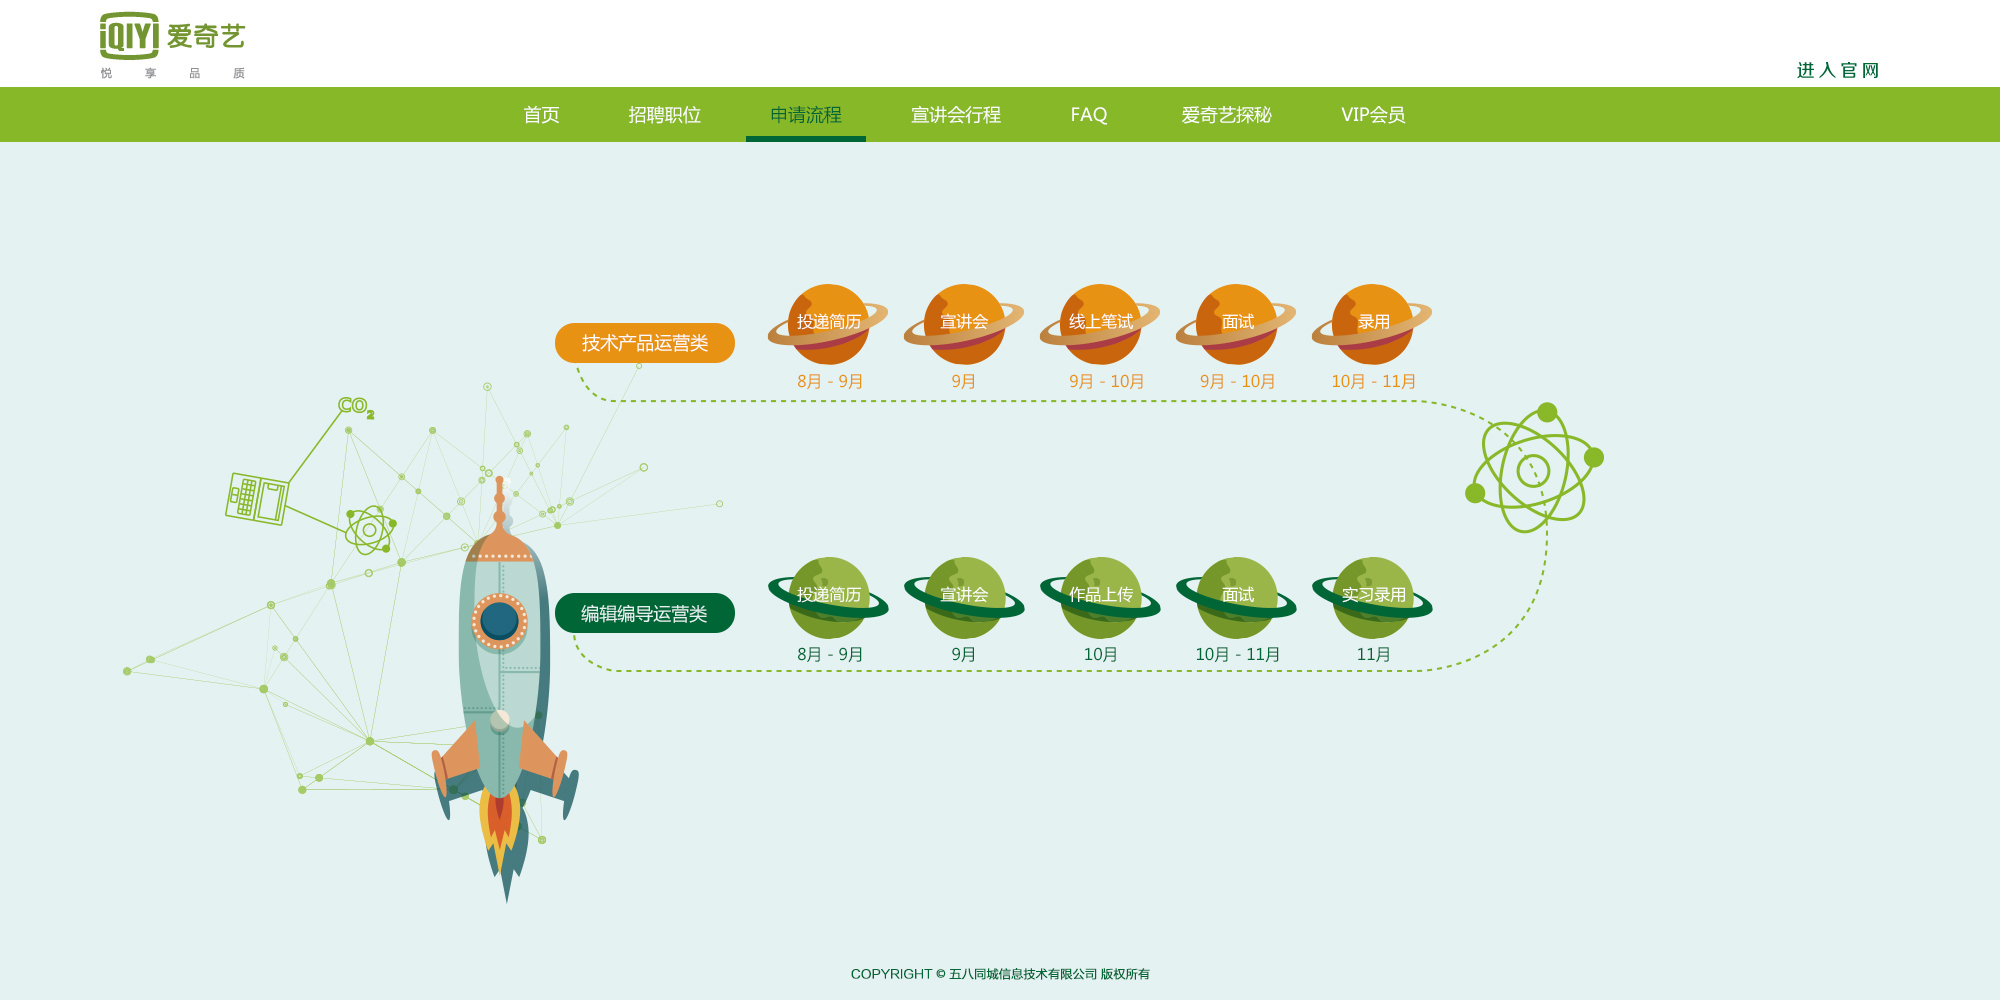 iQIYI 爱奇艺
悦享品质
进入官网
首页 招聘职位 申请流程 宣讲会行程 FAQ 爱奇艺探秘 VIP会员
技术产品运营类
投递简历 宣讲会 线上笔试 面试 录用
8月 - 9月 9月 9月 - 10月 9月 - 10月 10月 - 11月
CO2
编辑编导运营类
投递简历 宣讲会 作品上传 面试 实习录用
8月 - 9月 9月 10月 10月 - 11月 11月
COPYRIGHT © 五八同城信息技术有限公司 版权所有